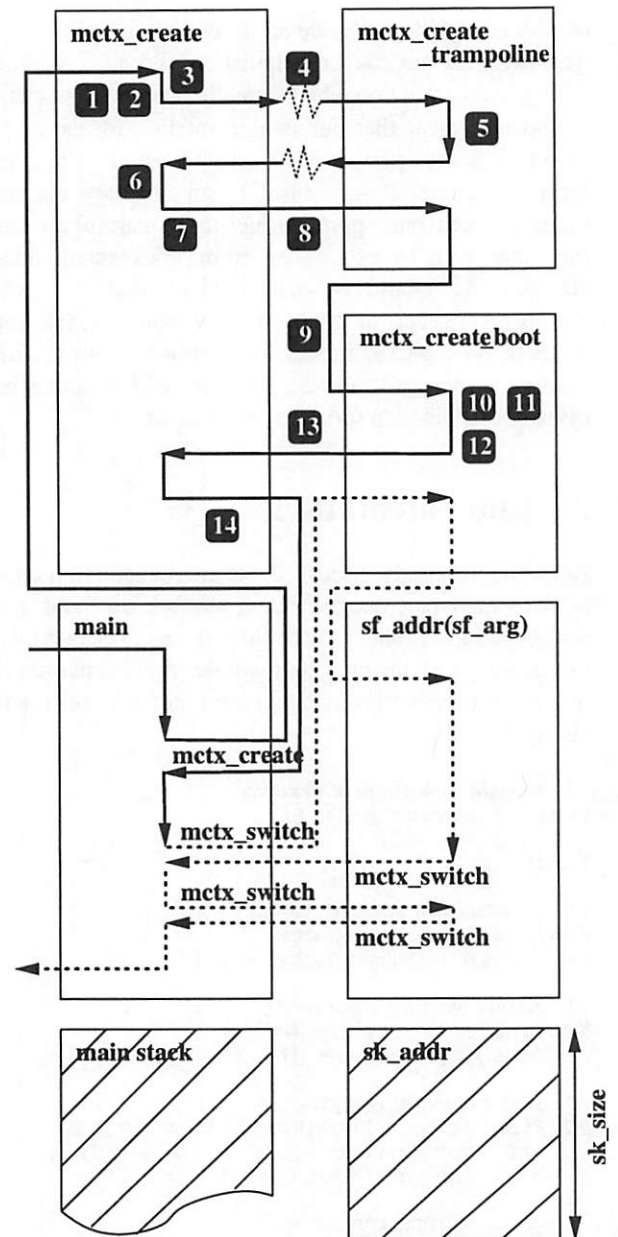 mctx_create
mctx_create
trampoline
3
4
1 2
5
6
7
8
9
mctx_create_boot
10 11
13
12
14
main
sf_addr(sf_arg)
mctx_create
mctx_switch
mctx_switch
mctx_switch
mctx_switch
main stack
sk_addr
sk_size